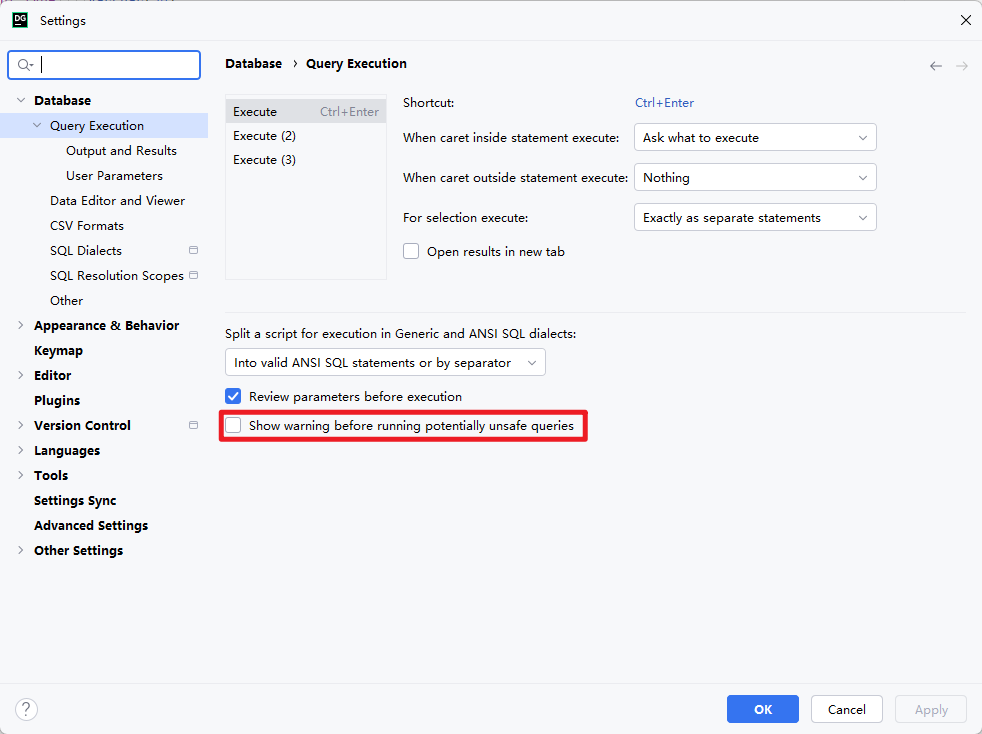 DG Settings
Database › Query Execution
Database
Query Execution
Output and Results
User Parameters
Data Editor and Viewer
CSV Formats
SQL Dialects
SQL Resolution Scopes
Other
Appearance & Behavior
Keymap
Editor
Plugins
Version Control
Languages
Tools
Settings Sync
Advanced Settings
Other Settings
Execute Ctrl+Enter
Execute (2)
Execute (3)
Shortcut: Ctrl+Enter
When caret inside statement execute: Ask what to execute
When caret outside statement execute: Nothing
For selection execute: Exactly as separate statements
Open results in new tab
Split a script for execution in Generic and ANSI SQL dialects:
Into valid ANSI SQL statements or by separator
Review parameters before execution
Show warning before running potentially unsafe queries
? OK Cancel Apply